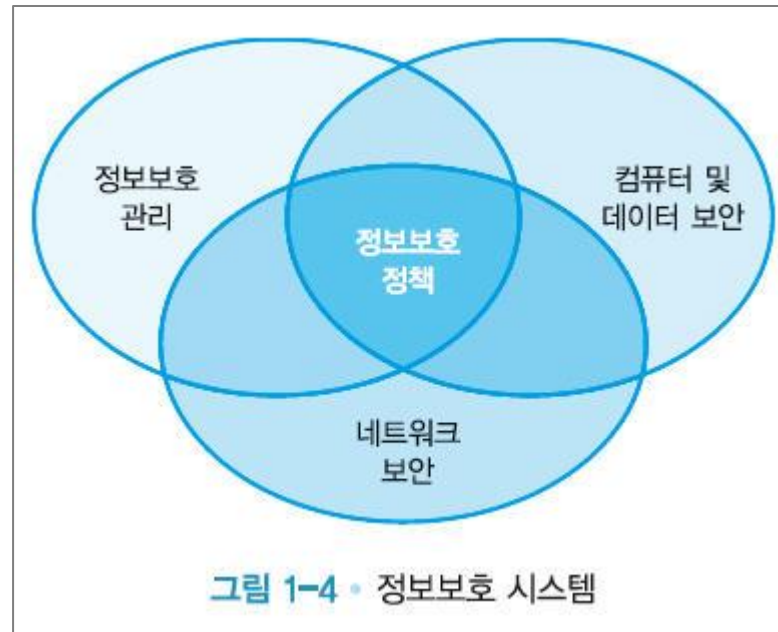 정보보호
관리
컴퓨터 및
데이터 보안
정보보호
정책
네트워크
보안
그림 1-4 • 정보보호 시스템